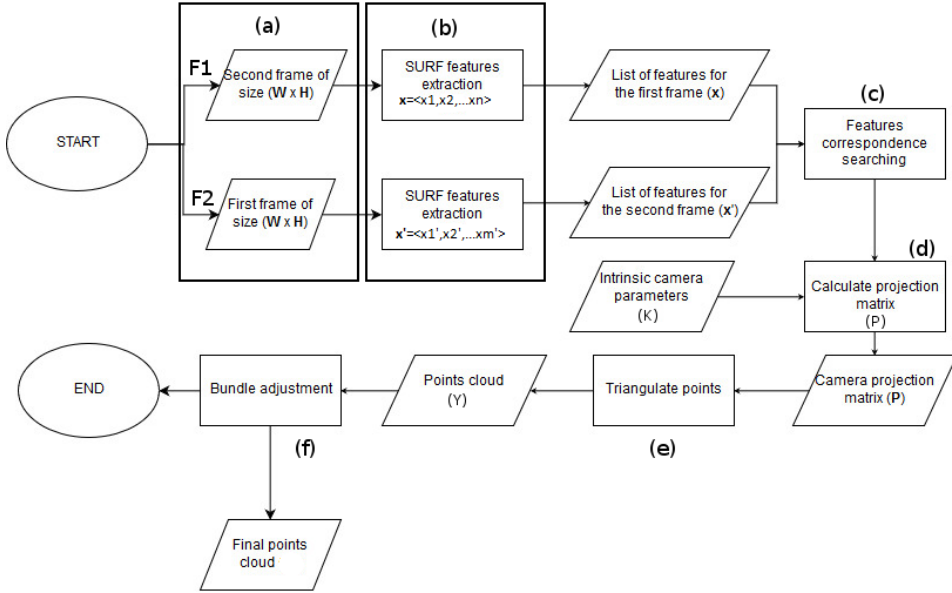 (a)
(b)
F1
Second frame of
size (W x H)
SURF features
extraction
x=<x1,x2,...xn>
List of features for
the first frame (x)
START
(c)
Features
correspondence
searching
F2
First frame of
size (W x H)
SURF features
extraction
x'=<x1',x2',...xm'>
List of features for
the second frame (x')
(d)
Intrinsic camera
parameters
(K)
Calculate projection
matrix
(P)
END
Bundle adjustment
Points cloud
(Y)
Triangulate points
Camera projection
matrix (P)
(f)
(e)
Final points
cloud